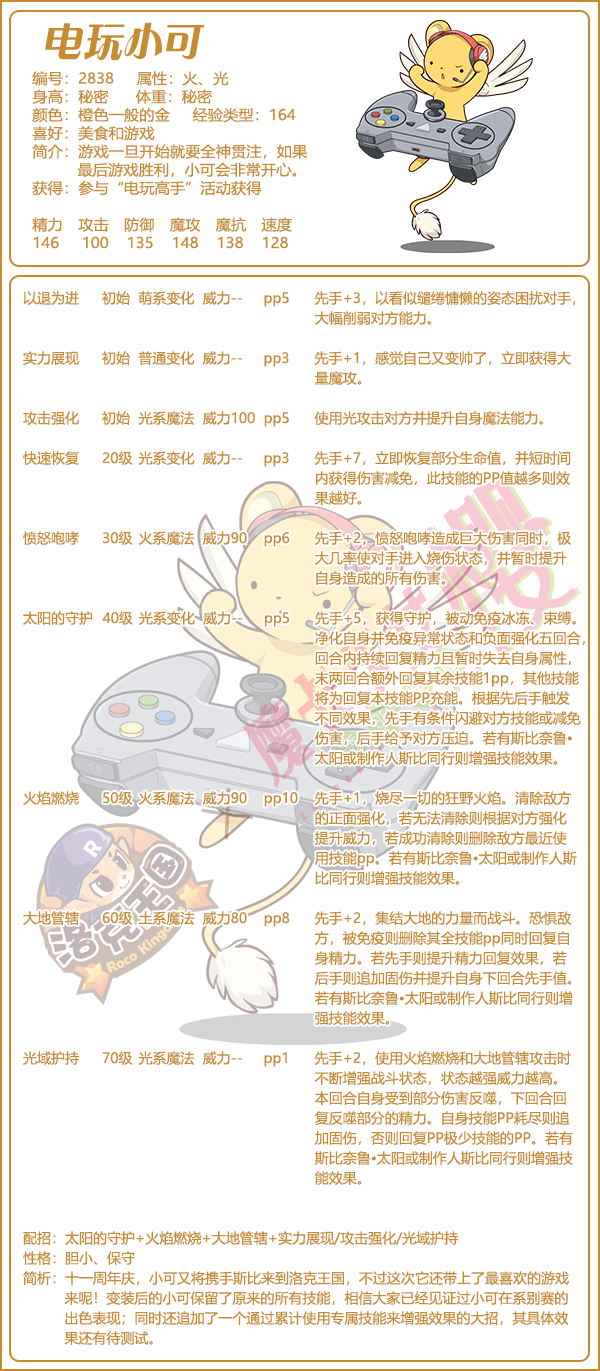 电玩小可
编号：2838 属性：火、光
身高：秘密 体重：秘密
颜色：橙色一般的金 经验类型：164
喜好：美食和游戏
简介：游戏一旦开始就要全神贯注，如果
最后游戏胜利，小可会非常开心。
获得：参与“电玩高手”活动获得
精力 攻击 防御 魔攻 魔抗 速度
146 100 135 148 138 128
以退为进 初始 萌系变化 威力-- pp5 先手+3，以看似缱绻慵懒的姿态困扰对手，
大幅削弱对方能力。
实力展现 初始 普通变化 威力-- pp3 先手+1，感觉自己又变帅了，立即获得大
量魔攻。
攻击强化 初始 光系魔法 威力100 pp5 使用光攻击对方并提升自身魔法能力。
快速恢复 20级 光系变化 威力-- pp3 先手+7，立即恢复部分生命值，并短时间
内获得伤害减免，此技能的PP值越多则效
果越好。
愤怒咆哮 30级 火系魔法 威力90 pp6 先手+2，愤怒咆哮造成巨大伤害同时，极
大几率使对手进入烧伤状态，并暂时提升
自身造成的所有伤害。
太阳的守护 40级 光系变化 威力-- pp5 先手+5，获得守护，被动免疫冰冻、束缚。
净化自身并免疫异常状态和负面强化五回合，
回合内持续回复精力且暂时失去自身属性，
末两回合额外回复其余技能1pp，其他技能
将为回复本技能PP充能。根据先后手触发
不同效果，先手有条件闪避对方技能或减免
伤害，后手给予对方压迫。若有斯比奈鲁•
太阳或制作人斯比同行则增强技能效果。
火焰燃烧 50级 火系魔法 威力90 pp10 先手+1，烧尽一切的狂野火焰。清除敌方
的正面强化，若无法清除则根据对方强化
提升威力，若成功清除则删除敌方最近使
用技能pp。若有斯比奈鲁•太阳或制作人斯
比同行则增强技能效果。
大地管辖 60级 土系魔法 威力80 pp8 先手+2，集结大地的力量而战斗。恐惧敌
方，被免疫则删除其全技能pp同时回复自
身精力。若先手则提升精力回复效果，若
后手则追加固伤并提升自身下回合先手值。
若有斯比奈鲁•太阳或制作人斯比同行则增
强技能效果。
光域护持 70级 光系魔法 威力-- pp1 先手+2，使用火焰燃烧和大地管辖攻击时
不断增强战斗状态，状态越强威力越高。
本回合自身受到部分伤害反噬，下回合回
复反噬部分的精力。自身技能PP耗尽则追
加固伤，否则回复PP极少技能的PP。若有
斯比奈鲁•太阳或制作人斯比同行则增强技
能效果。
R
洛克王国
Roco Kingdom
配招：太阳的守护+火焰燃烧+大地管辖+实力展现/攻击强化/光域护持
性格：胆小、保守
简析：十一周年庆，小可又将携手斯比来到洛克王国，不过这次它还带上了最喜欢的游戏
来呢！变装后的小可保留了原来的所有技能，相信大家已经见证过小可在系别赛的
出色表现；同时还追加了一个通过累计使用专属技能来增强效果的大招，其具体效
果还有待测试。